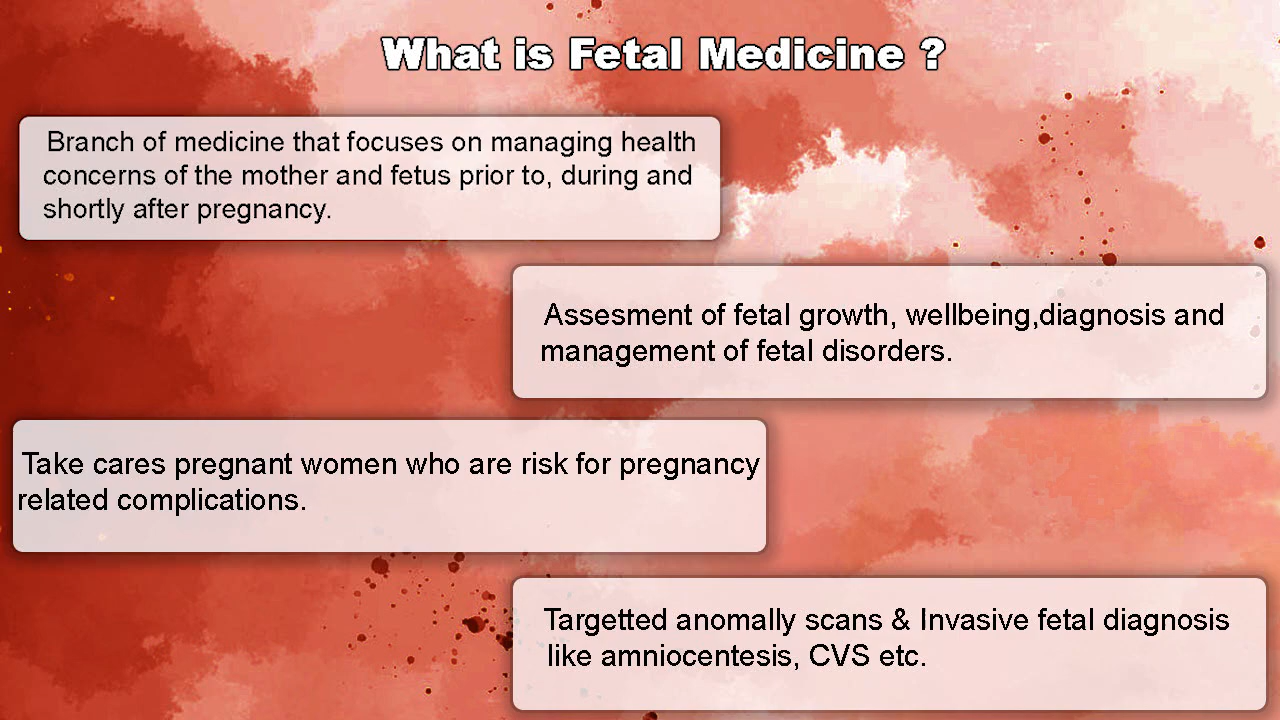 What is Fetal Medicine ?
Branch of medicine that focuses on managing health
concerns of the mother and fetus prior to, during and
shortly after pregnancy.
Assesment of fetal growth, wellbeing,diagnosis and
management of fetal disorders.
Take cares pregnant women who are risk for pregnancy
related complications.
Targetted anomally scans & Invasive fetal diagnosis
like amniocentesis, CVS etc.